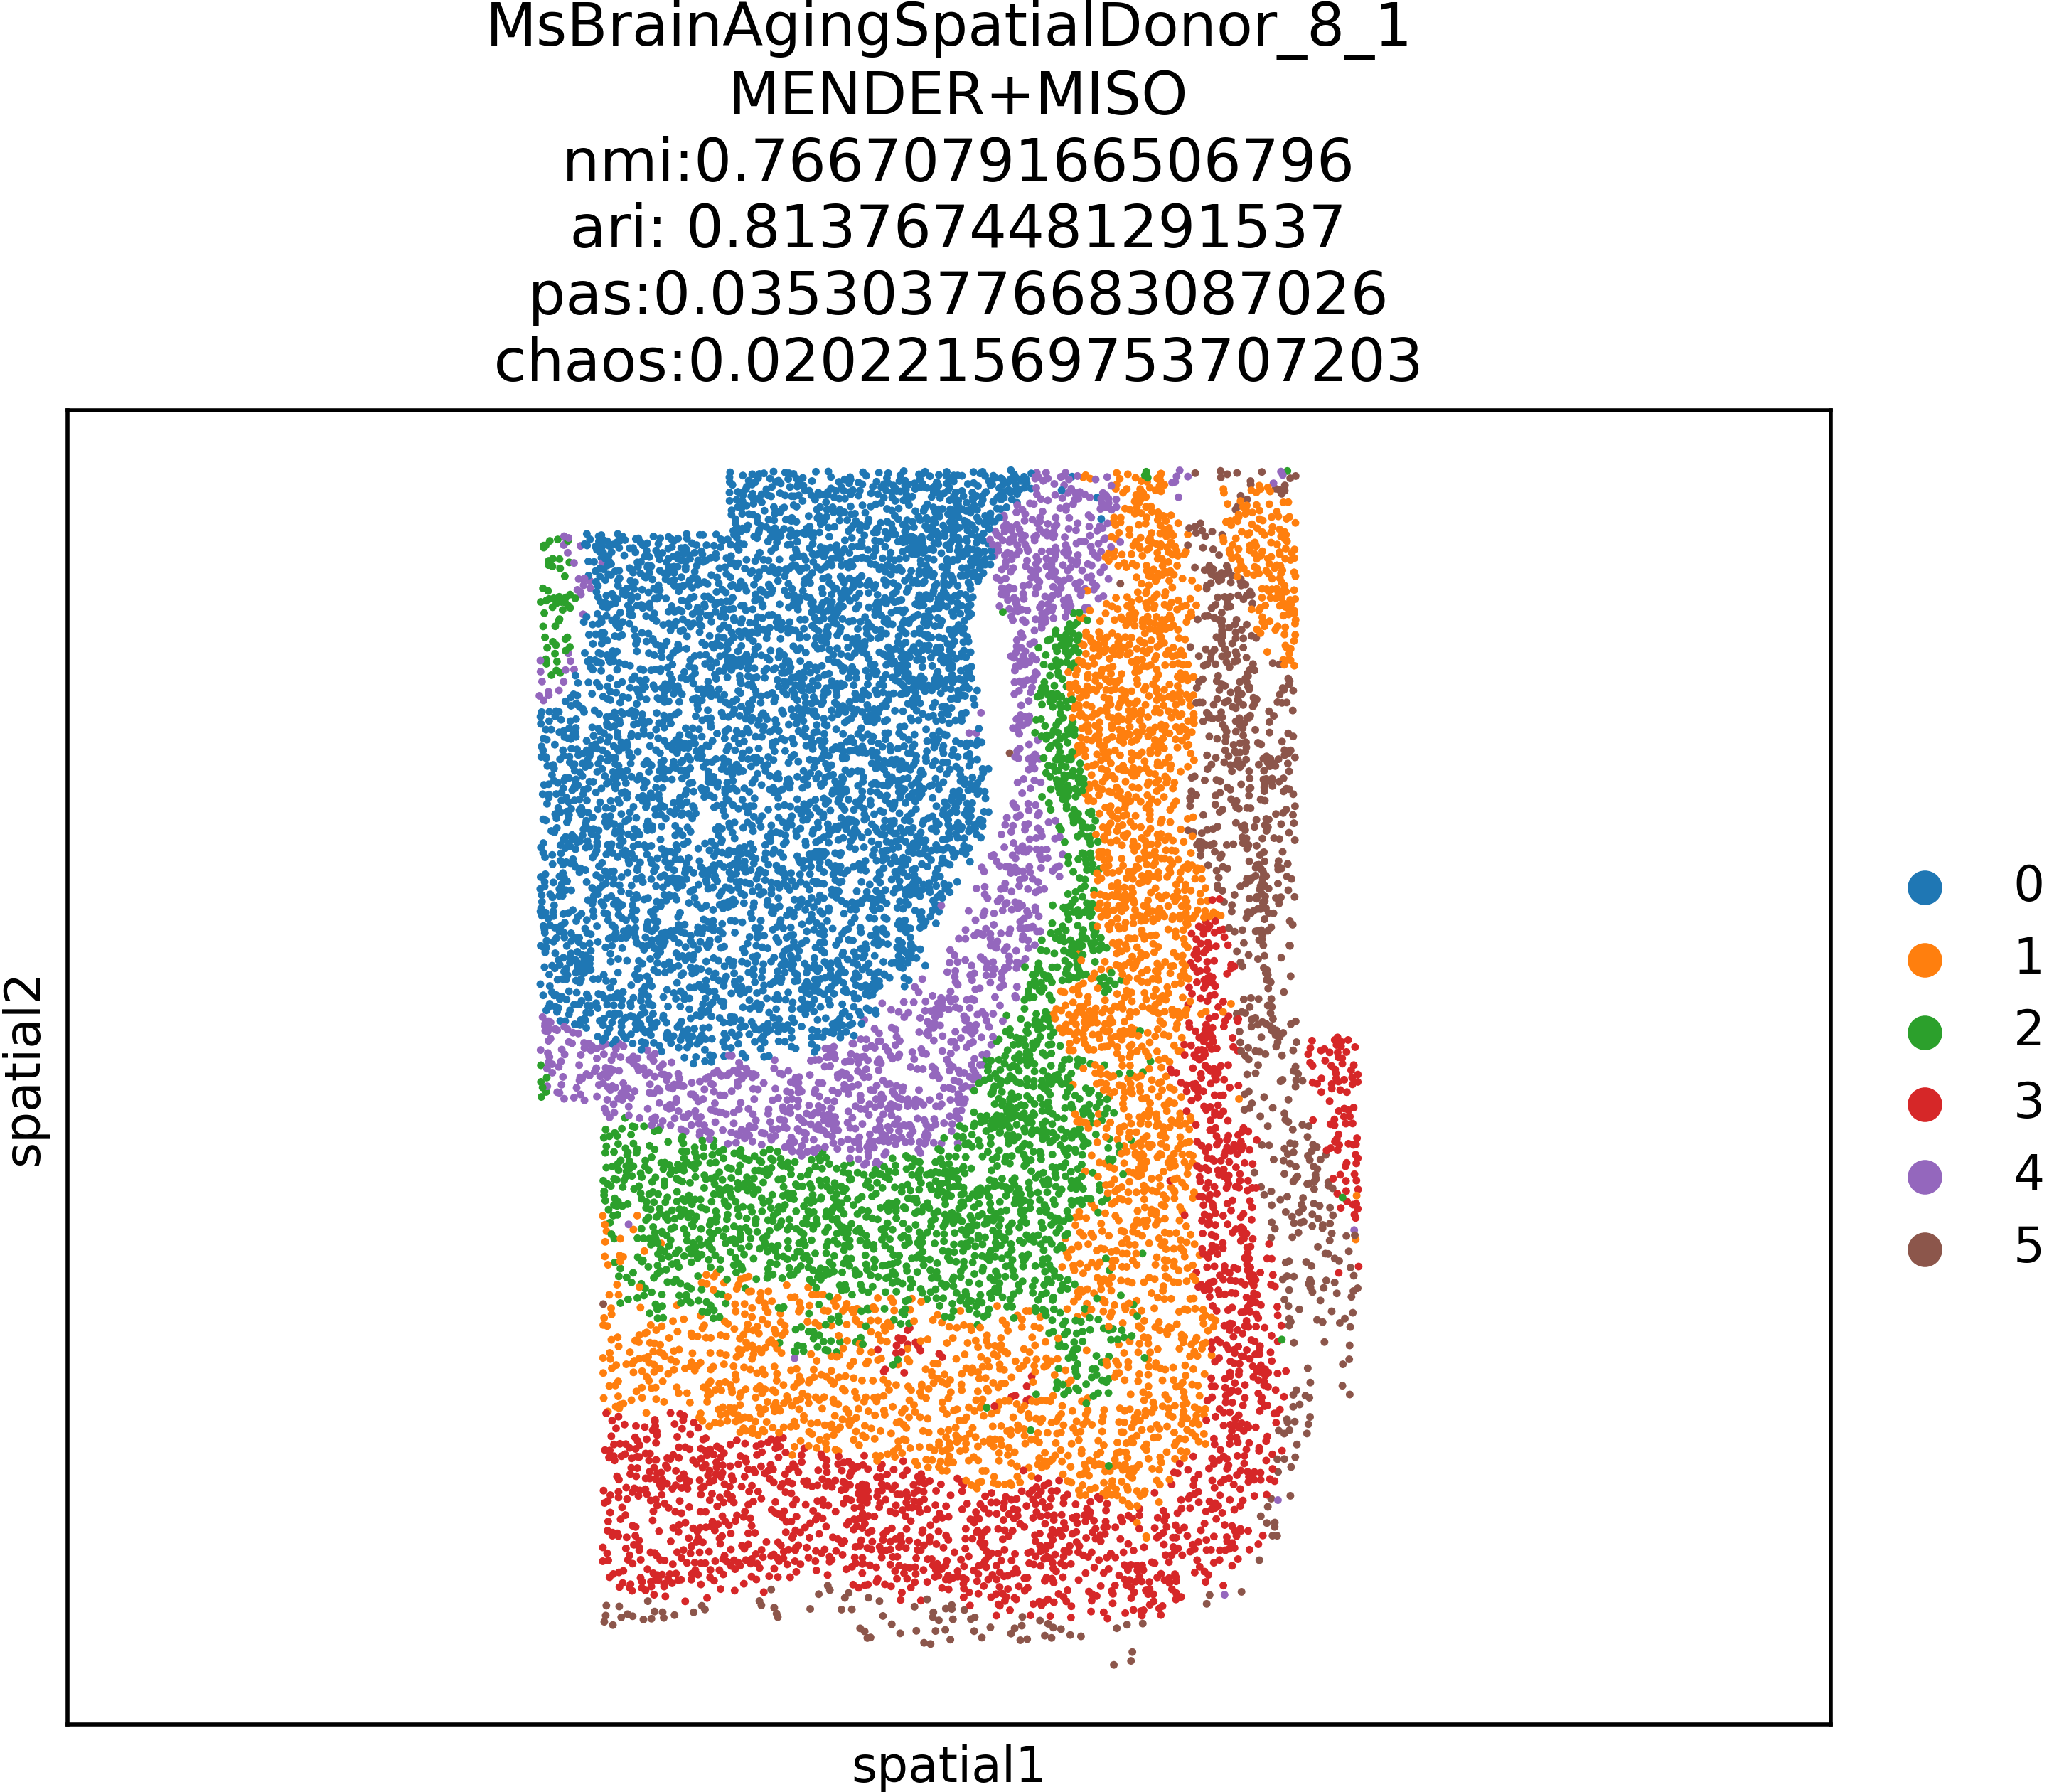 MsBrainAgingSpatialDonor_8_1
MENDER+MISO
nmi:0.7667079166506796
ari: 0.8137674481291537
pas:0.035303776683087026
chaos:0.020221569753707203
spatial2
0
1
2
3
4
5
spatial1